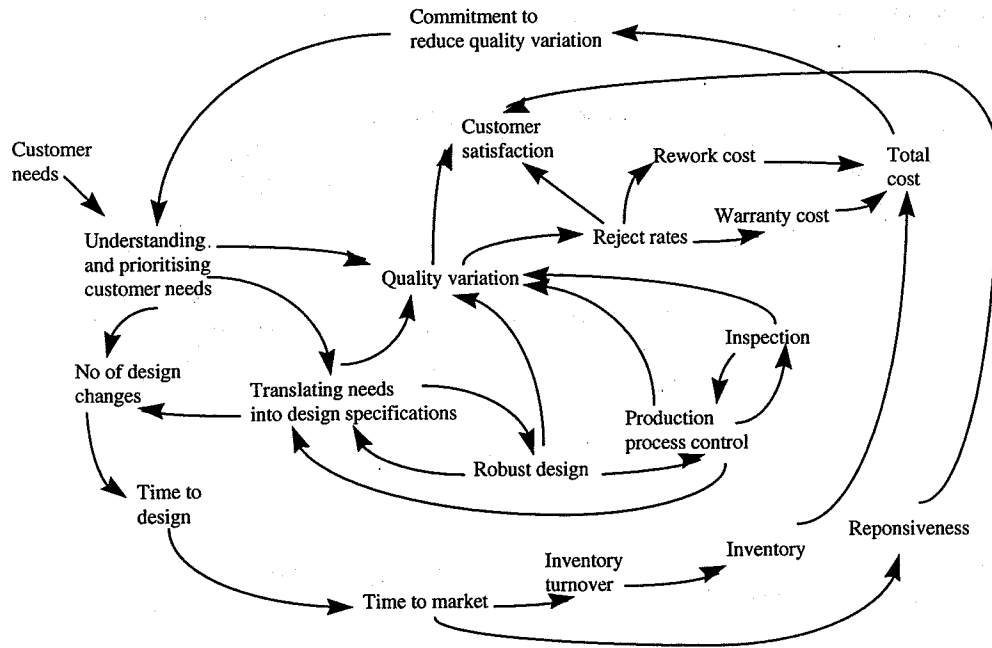 Commitment to
reduce quality variation
Customer
satisfaction
Customer
needs
Rework cost
Total
cost
Warranty cost
Reject rates
Understanding
and prioritising
customer needs
Quality variation
Inspection
No of design
changes
Translating needs
into design specifications
Production
process control
Robust design
Time to
design
Reponsiveness
Inventory
Inventory
turnover
Time to market